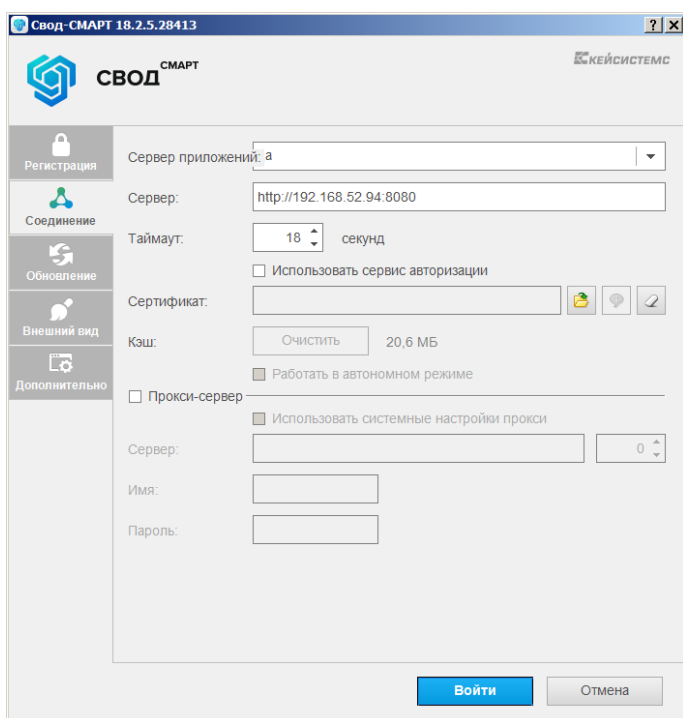 Свод-СМАРТ 18.2.5.28413
СВОД СМАРТ
КЕЙСИСТЕМС
Регистрация
Соединение
Обновление
Внешний вид
Дополнительно
Сервер приложений: а
Сервер: http://192.168.52.94:8080
Таймаут: 18 секунд
Использовать сервис авторизации
Сертификат:
Кэш: Очистить 20,6 МБ
Работать в автономном режиме
Прокси-сервер
Использовать системные настройки прокси
Сервер: 0
Имя:
Пароль:
Войти Отмена